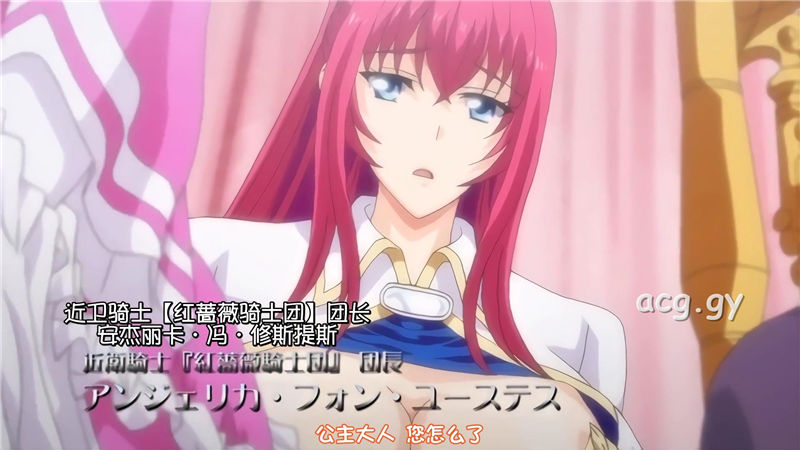 acg.gy
近卫骑士【红蔷薇骑士团】团长
安杰丽卡·冯·修斯提斯
近衛騎士『紅薔薇騎士団』 団長
アンジェリカ・フォン・ユーステス
公主大人 您怎么了